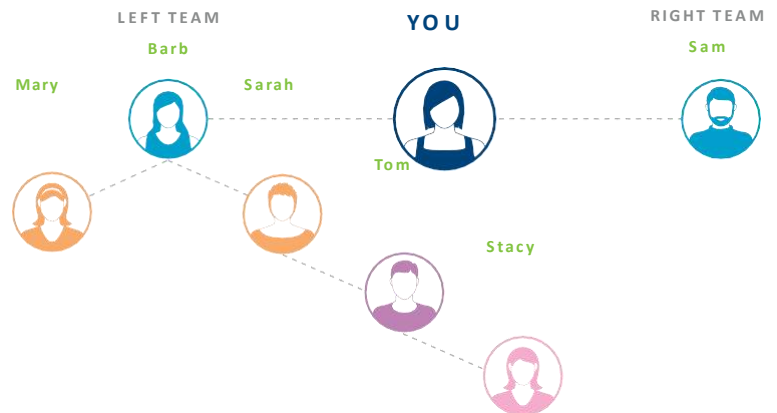 LEFT TEAM
YOU
RIGHT TEAM
Barb
Sam
Mary
Sarah
Tom
Stacy